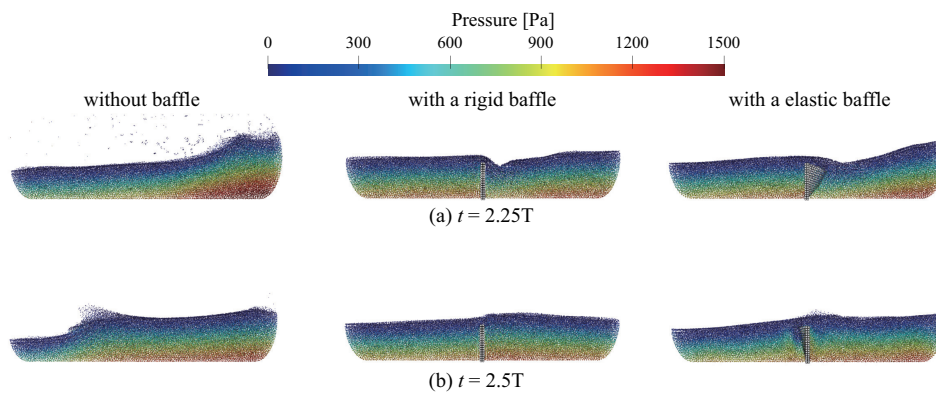 Pressure [Pa]
0 300 600 900 1200 1500
without baffle with a rigid baffle with a elastic baffle
(a) t = 2.25T
(b) t = 2.5T